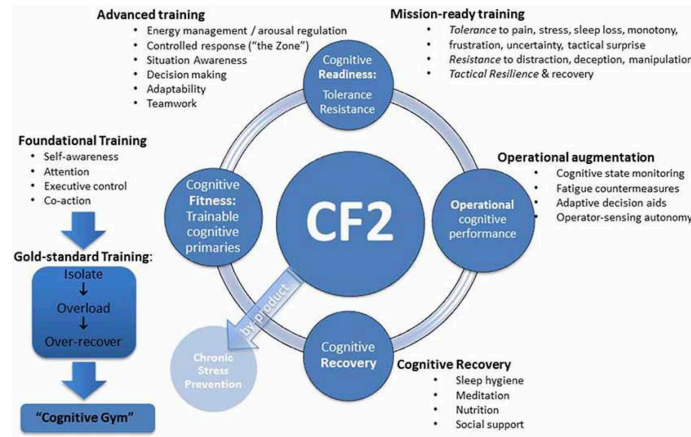 Advanced training
• Energy management / arousal regulation
• Controlled response ("the Zone")
• Situation Awareness
• Decision making
• Adaptability
• Teamwork
Mission-ready training
• Tolerance to pain, stress, sleep loss, monotony,
• frustration, uncertainty, tactical surprise
• Resistance to distraction, deception, manipulation
• Tactical Resilience & recovery
Cognitive
Readiness:
Tolerance
Resistance
Foundational Training
• Self-awareness
• Attention
• Executive control
• Co-action
Gold-standard Training:
Isolate
↓
Overload
↓
Over-recover
"Cognitive Gym"
Cognitive
Fitness:
Trainable
cognitive
primaries
CF2
Operational
cognitive
performance
Operational augmentation
• Cognitive state monitoring
• Fatigue countermeasures
• Adaptive decision aids
• Operator-sensing autonomy
by product
Chronic
Stress
Prevention
Cognitive
Recovery
Cognitive Recovery
• Sleep hygiene
• Meditation
• Nutrition
• Social support